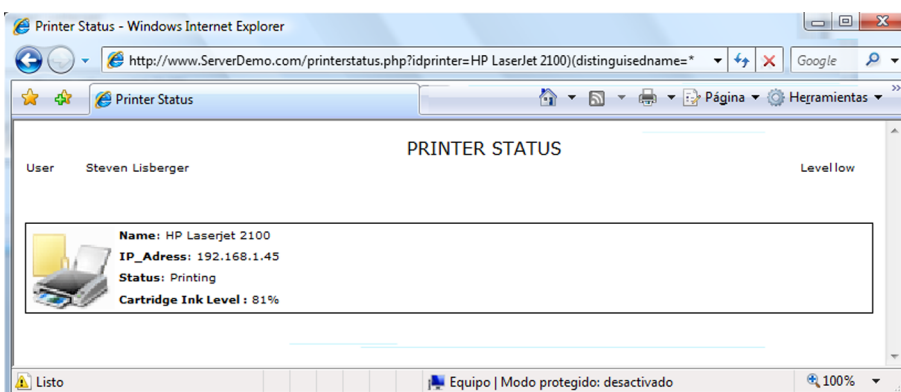 Printer Status - Windows Internet Explorer
http://www.ServerDemo.com/printerstatus.php?idprinter=HP LaserJet 2100)(distinguisedname=*
Google
Printer Status
Página
Herramientas
PRINTER STATUS
User Steven Lisberger Level low
Name: HP Laserjet 2100
IP_Adress: 192.168.1.45
Status: Printing
Cartridge Ink Level : 81%
Listo
Equipo | Modo protegido: desactivado
100%